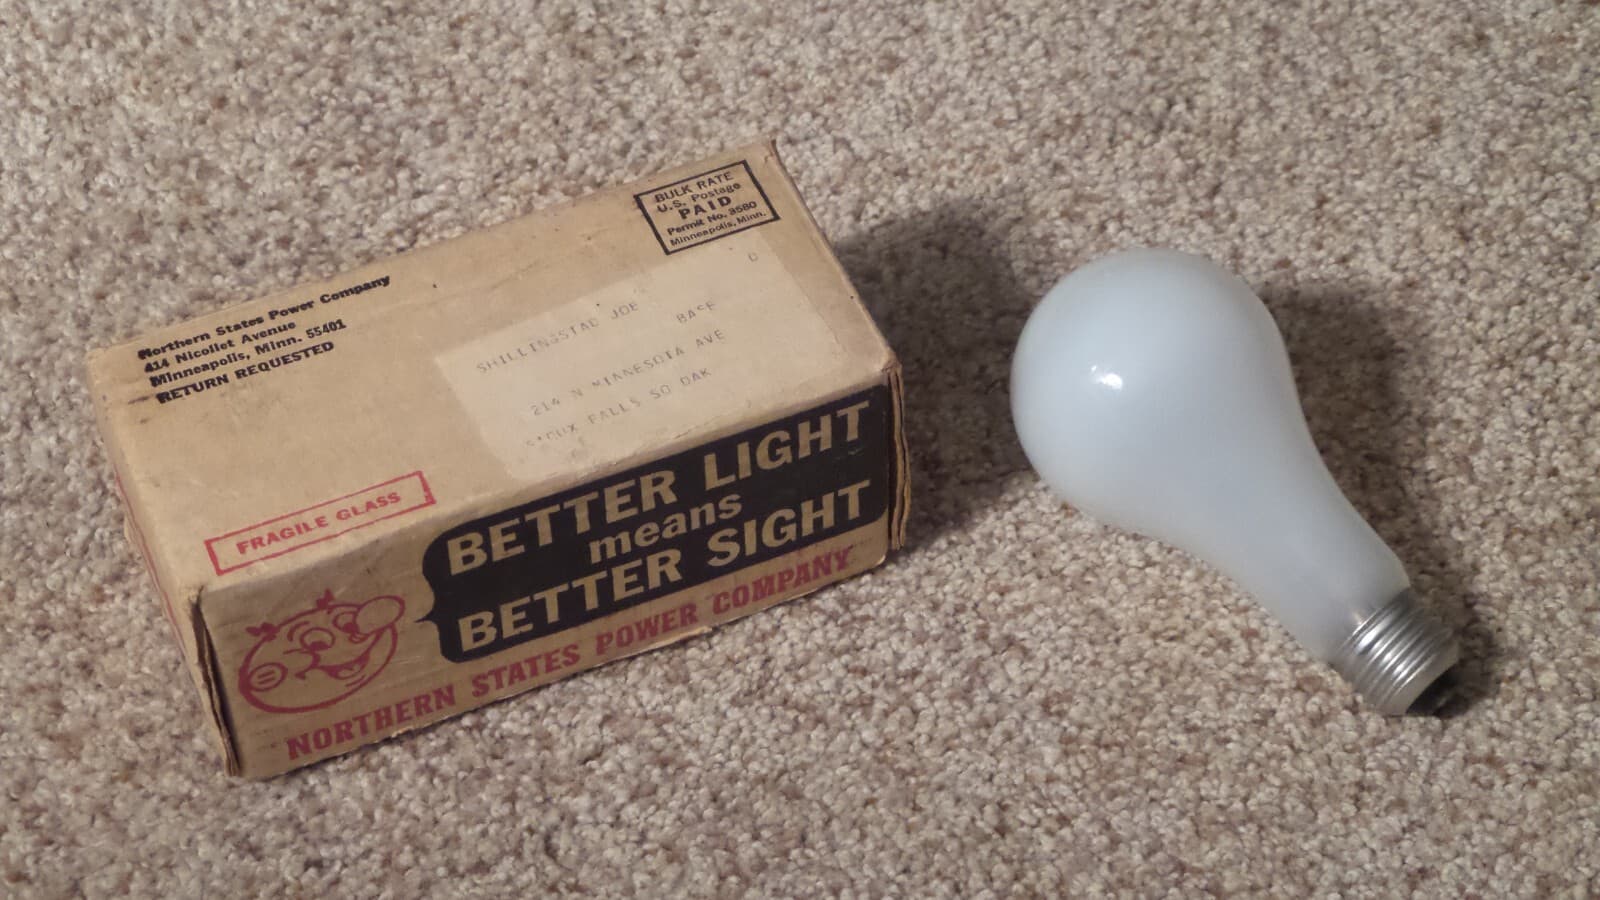 BULK RATE
U.S. Postage
PAID
Permit No. 3580
Minneapolis, Minn.
Northern States Power Company
414 Nicollet Avenue
Minneapolis, Minn. 55401
RETURN REQUESTED
SHILLINGSTAD JOE
BASE
214 N MINNESOTA AVE
FALLS SO DAK
FRAGILE GLASS
BETTER LIGHT
means
BETTER SIGHT
NORTHERN STATES POWER COMPANY